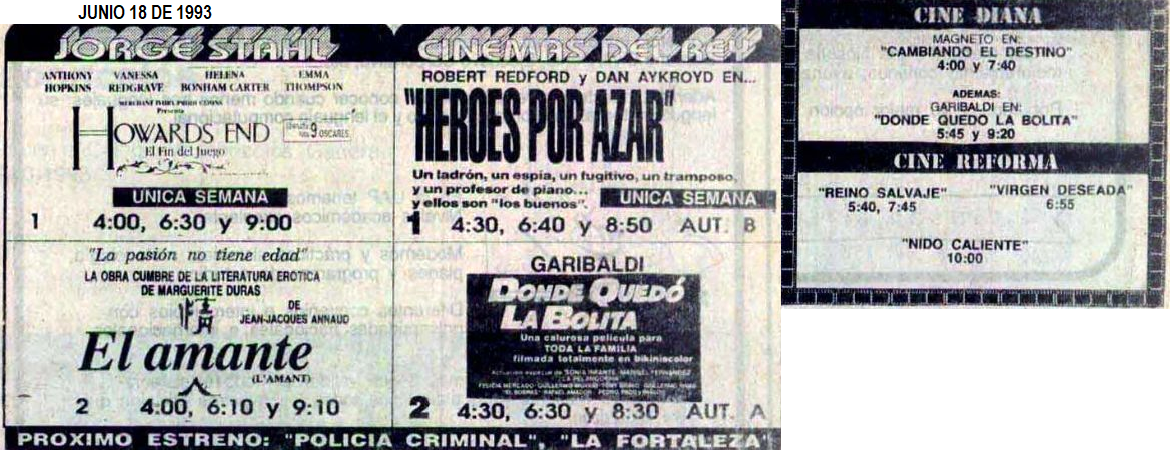 JUNIO 18 DE 1993
JORGE STAHL
ANTHONY HOPKINS
VANESSA REDGRAVE
HELENA BONHAM CARTER
EMMA THOMPSON
MERCHANT IVORY PRODUCTIONS
Presenta
HOWARDS END
El Fin del Juego
9 OSCARES
UNICA SEMANA
1 4:00, 6:30 y 9:00
"La pasión no tiene edad"
LA OBRA CUMBRE DE LA LITERATURA EROTICA
DE MARGUERITE DURAS
DE
JEAN-JACQUES ANNAUD
El amante
(L'AMANT)
2 4:00, 6:10 y 9:10
CINEMAS DEL REY
ROBERT REDFORD y DAN AYKROYD EN...
"HEROES POR AZAR"
Un ladrón, un espía, un fugitivo, un tramposo,
y un profesor de piano...
y ellos son "los buenos".
UNICA SEMANA
1 4:30, 6:40 y 8:50 AUT. B
GARIBALDI
DONDE QUEDÓ
LA BOLITA
Una calurosa película para
TODA LA FAMILIA
filmada totalmente en bikiniscolor
2 4:30, 6:30 y 8:30 AUT. A
PROXIMO ESTRENO: "POLICIA CRIMINAL", "LA FORTALEZA"
CINE DIANA
MAGNETO EN:
"CAMBIANDO EL DESTINO"
4:00 y 7:40
ADEMAS:
GARIBALDI EN:
"DONDE QUEDO LA BOLITA"
5:45 y 9:20
CINE REFORMA
"REINO SALVAJE"
5:40, 7:45
"VIRGEN DESEADA"
6:55
"NIDO CALIENTE"
10:00